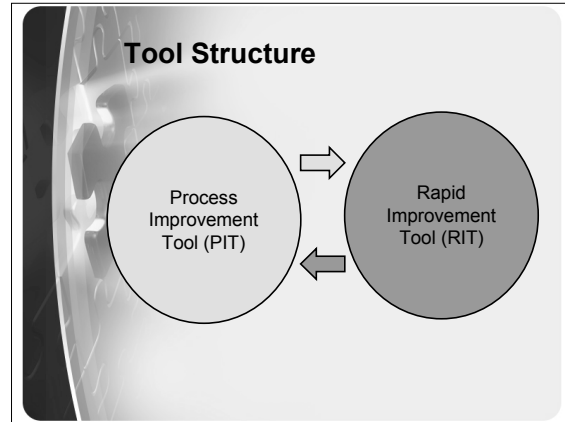 Tool Structure
Process
Improvement
Tool (PIT)
Rapid
Improvement
Tool (RIT)